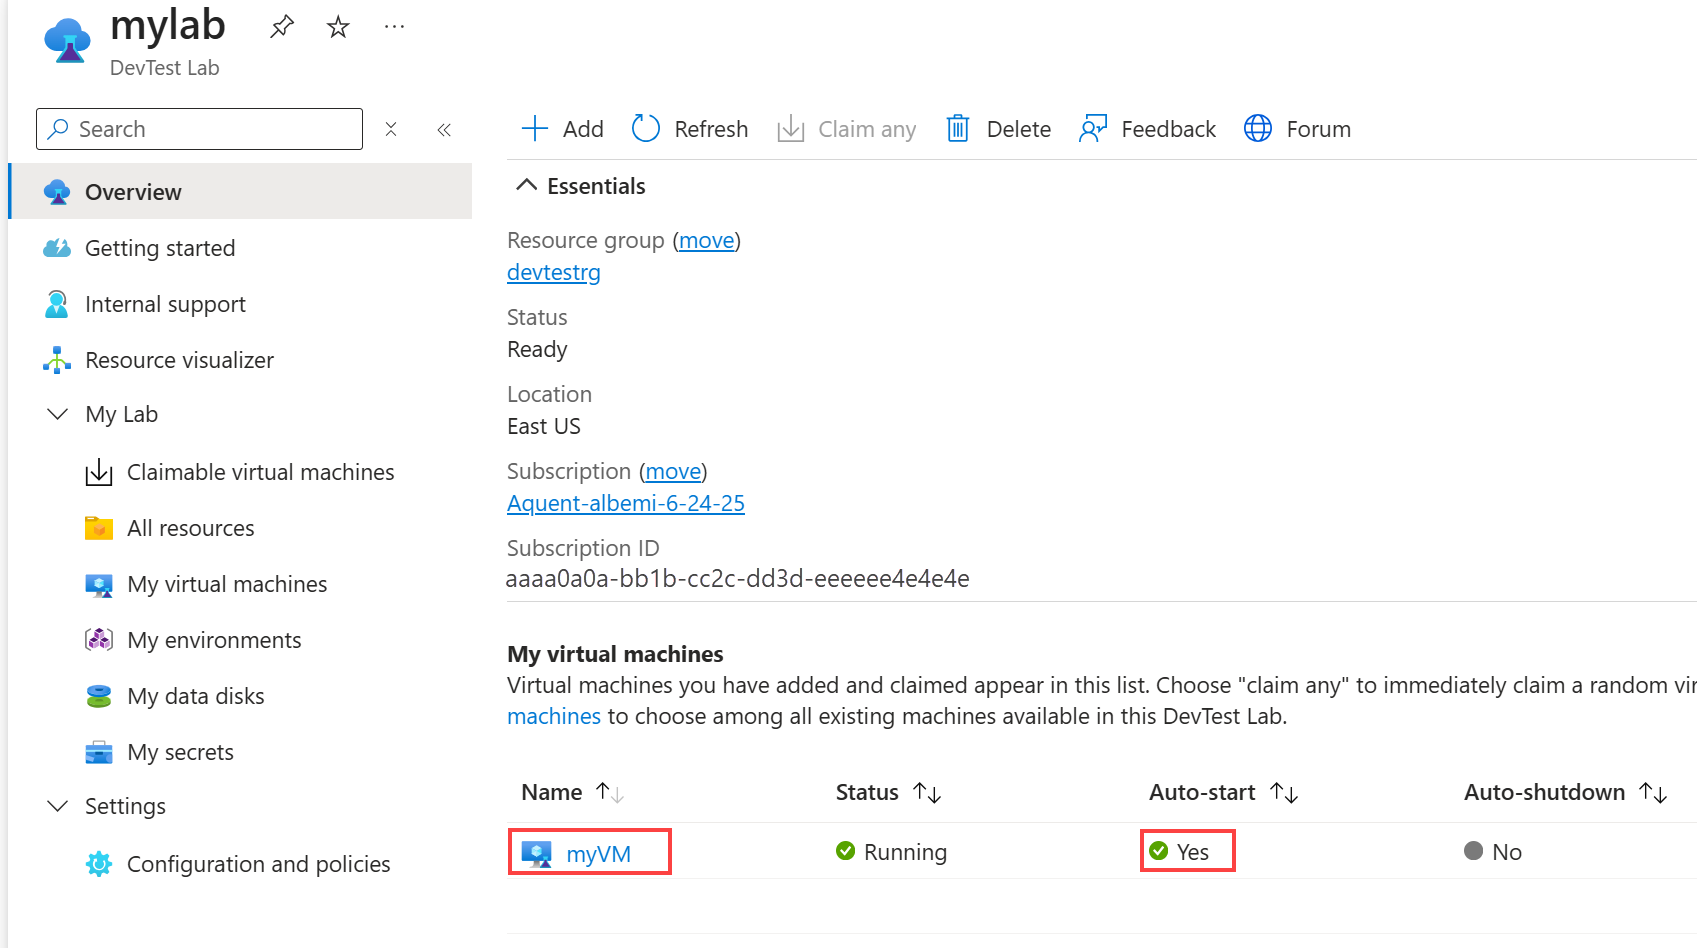 mylab
DevTest Lab
Search
Overview
Getting started
Internal support
Resource visualizer
My Lab
Claimable virtual machines
All resources
My virtual machines
My environments
My data disks
My secrets
Settings
Configuration and policies
Add Refresh Claim any Delete Feedback Forum
Essentials
Resource group (move)
devtestrg
Status
Ready
Location
East US
Subscription (move)
Aquent-albemi-6-24-25
Subscription ID
aaaa0a0a-bb1b-cc2c-dd3d-eeeeee4e4e4e
My virtual machines
Virtual machines you have added and claimed appear in this list. Choose "claim any" to immediately claim a random
machines to choose among all existing machines available in this DevTest Lab.
Name Status Auto-start Auto-shutdown
myVM Running Yes No